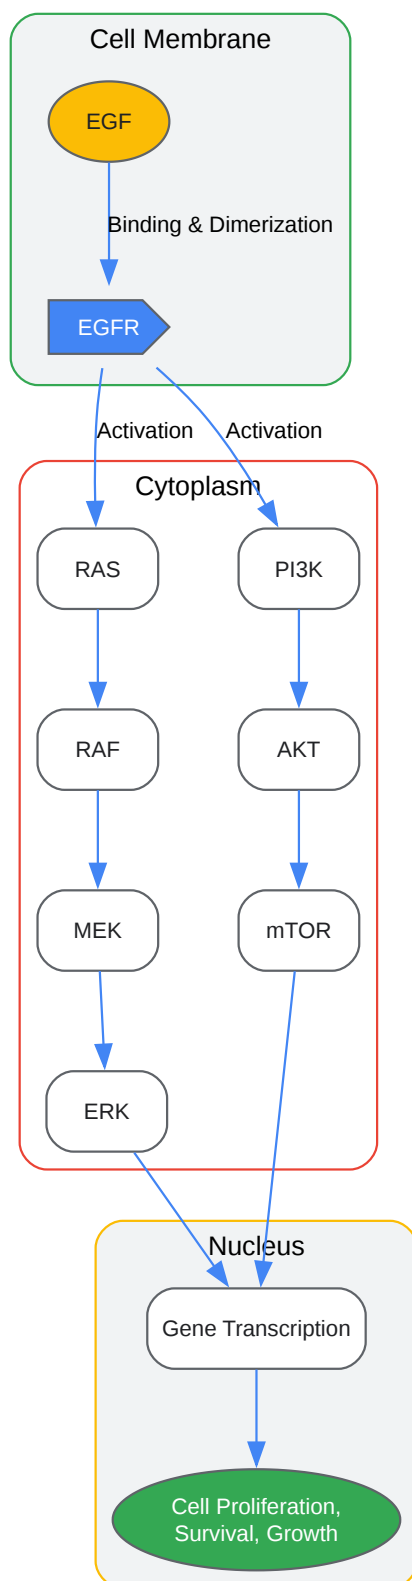 Cell Membrane
EGF
Binding & Dimerization
EGFR
Activation
Activation
Cytoplasm
RAS
PI3K
RAF
AKT
MEK
mTOR
ERK
Nucleus
Gene Transcription
Cell Proliferation,
Survival, Growth